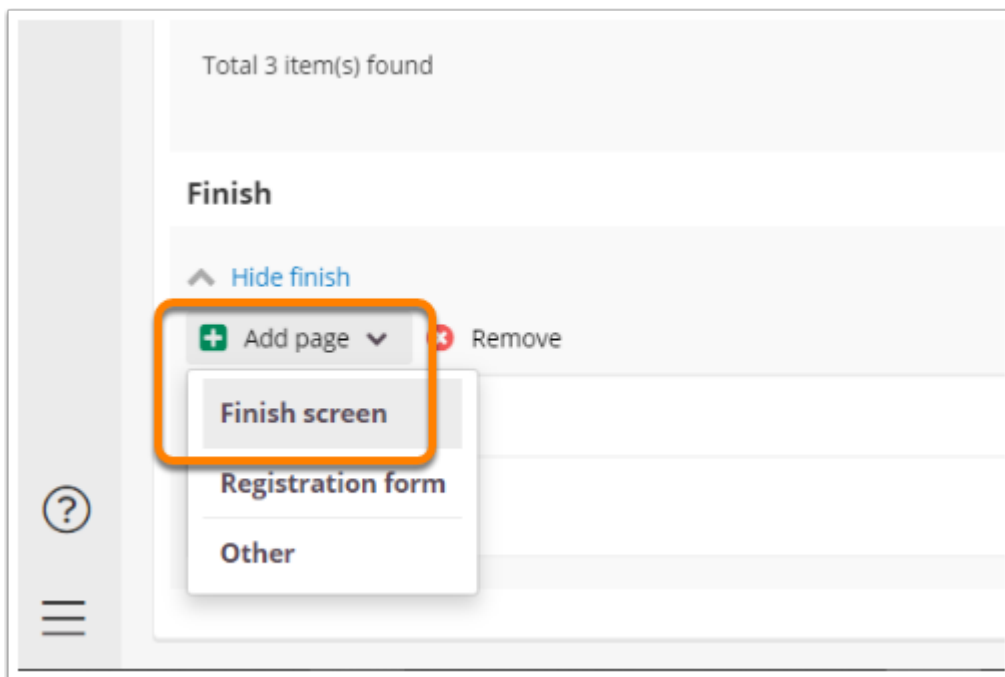 Total 3 item(s) found
Finish
Hide finish
Add page
Remove
Finish screen
Registration form
Other